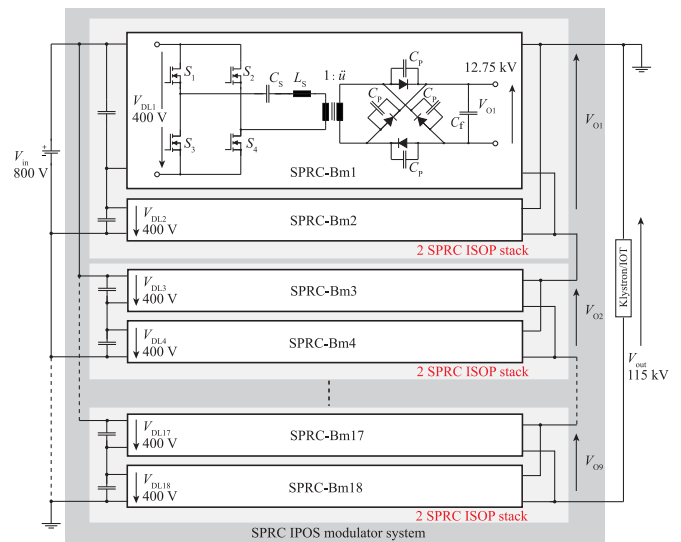 V_in
800 V
V_DL1
400 V
S_1
S_2
S_3
S_4
C_S
L_S
1 : ü
C_P
C_P
C_P
C_P
12.75 kV
C_f
V_O1
SPRC-Bm1
V_DL2
400 V
SPRC-Bm2
2 SPRC ISOP stack
V_O1
V_DL3
400 V
SPRC-Bm3
V_DL4
400 V
SPRC-Bm4
2 SPRC ISOP stack
V_O2
Klystron/IOT
V_out
115 kV
V_DL17
400 V
SPRC-Bm17
V_DL18
400 V
SPRC-Bm18
2 SPRC ISOP stack
V_O9
SPRC IPOS modulator system